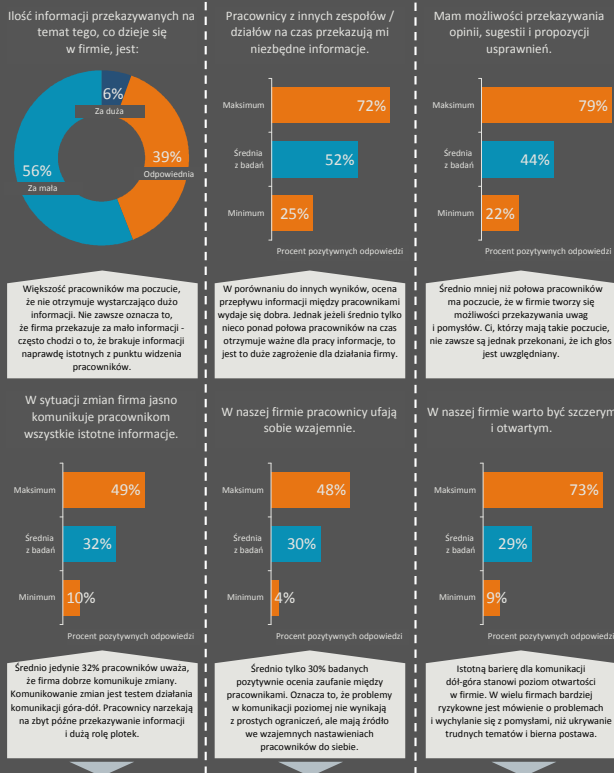 Ilość informacji przekazywanych na
temat tego, co dzieje się
w firmie, jest:
6%
Za duża
39%
Odpowiednia
56%
Za mała
Większość pracowników ma poczucie,
że nie otrzymuje wystarczająco dużo
informacji. Nie zawsze oznacza to,
że firma przekazuje za mało informacji -
często chodzi o to, że brakuje informacji
naprawdę istotnych z punktu widzenia
pracowników.
Pracownicy z innych zespołów /
działów na czas przekazują mi
niezbędne informacje.
Maksimum 72%
Średnia
z badań 52%
Minimum 25%
Procent pozytywnych odpowiedzi
W porównaniu do innych wyników, ocena
przepływu informacji między pracownikami
wydaje się dobra. Jednak jeżeli średnio tylko
nieco ponad połowa pracowników na czas
otrzymuje ważne dla pracy informacje, to
jest to duże zagrożenie dla działania firmy.
Mam możliwości przekazywania
opinii, sugestii i propozycji
usprawnień.
Maksimum 79%
Średnia
z badań 44%
Minimum 22%
Procent pozytywnych odpowiedzi
Średnio mniej niż połowa pracowników
ma poczucie, że w firmie tworzy się
możliwości przekazywania uwag
i pomysłów. Ci, którzy mają takie poczucie,
nie zawsze są jednak przekonani, że ich głos
jest uwzględniany.
W sytuacji zmian firma jasno
komunikuje pracownikom
wszystkie istotne informacje.
Maksimum 49%
Średnia
z badań 32%
Minimum 10%
Procent pozytywnych odpowiedzi
Średnio jedynie 32% pracowników uważa,
że firma dobrze komunikuje zmiany.
Komunikowanie zmian jest testem działania
komunikacji góra-dół. Pracownicy narzekają
na zbyt późne przekazywanie informacji
i dużą rolę plotek.
W naszej firmie pracownicy ufają
sobie wzajemnie.
Maksimum 48%
Średnia
z badań 30%
Minimum 4%
Procent pozytywnych odpowiedzi
Średnio tylko 30% badanych
pozytywnie ocenia zaufanie między
pracownikami. Oznacza to, że problemy
w komunikacji poziomej nie wynikają
z prostych ograniczeń, ale mają źródło
we wzajemnych nastawieniach
pracowników do siebie.
W naszej firmie warto być szczerym
i otwartym.
Maksimum 73%
Średnia
z badań 29%
Minimum 9%
Procent pozytywnych odpowiedzi
Istotną barierę dla komunikacji
dół-góra stanowi poziom otwartości
w firmie. W wielu firmach bardziej
ryzykowne jest mówienie o problemach
i wychylanie się z pomysłami, niż ukrywanie
trudnych tematów i bierna postawa.